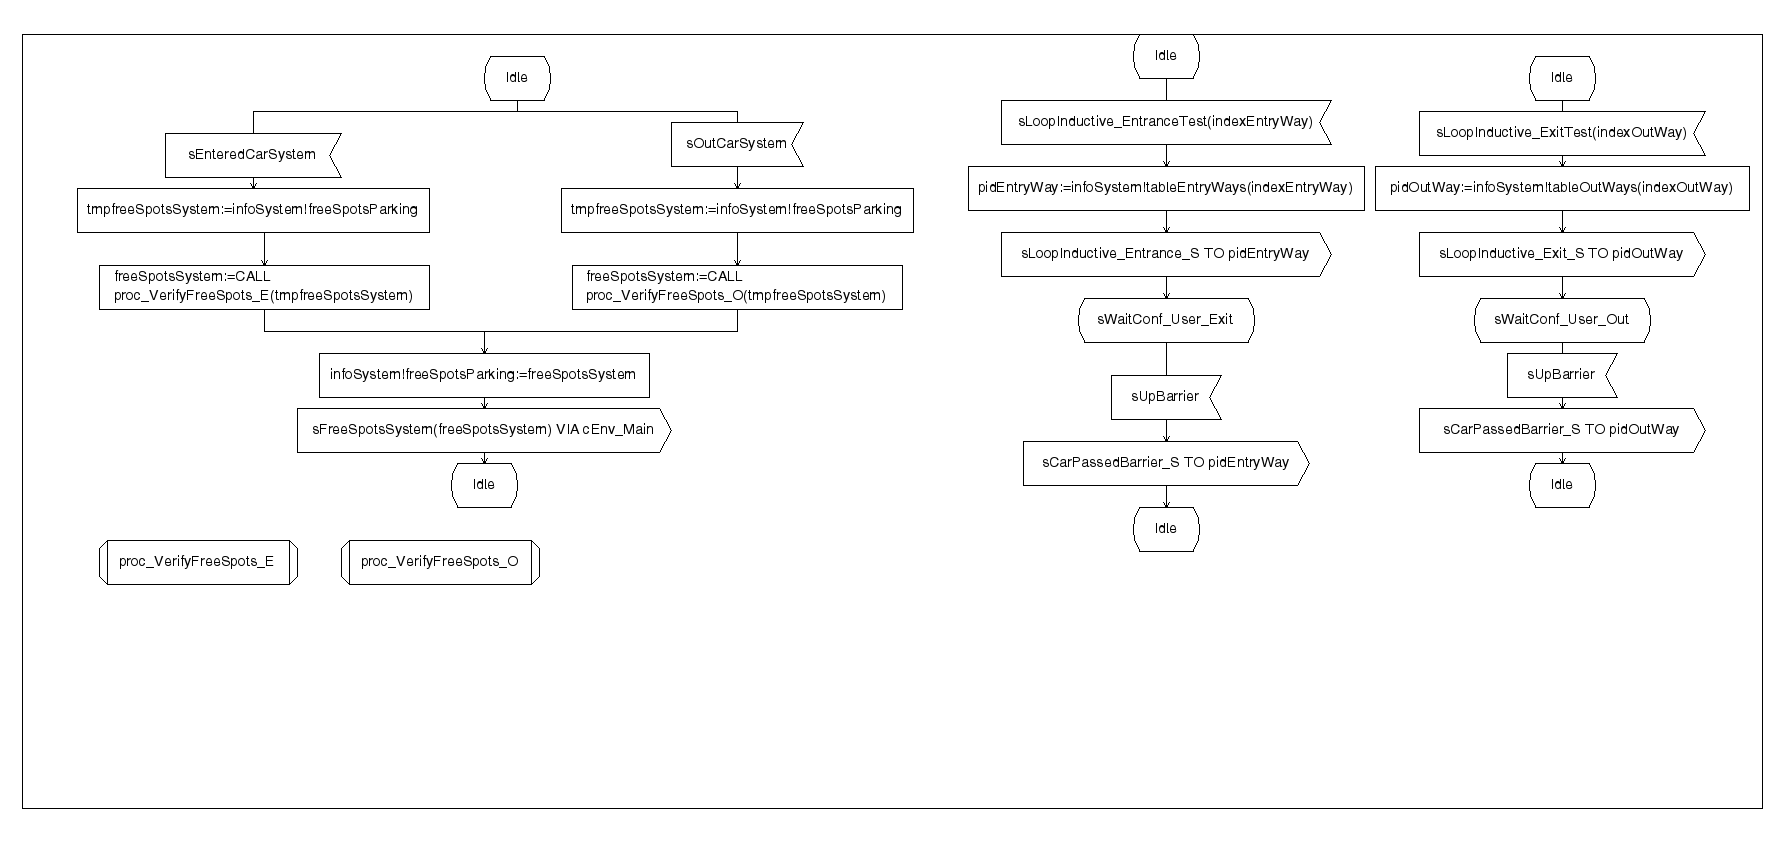 Idle
sEnteredCarSystem
sOutCarSystem
tmpfreeSpotsSystem:=infoSystem!freeSpotsParking
tmpfreeSpotsSystem:=infoSystem!freeSpotsParking
freeSpotsSystem:=CALL
proc_VerifyFreeSpots_E(tmpfreeSpotsSystem)
freeSpotsSystem:=CALL
proc_VerifyFreeSpots_O(tmpfreeSpotsSystem)
infoSystem!freeSpotsParking:=freeSpotsSystem
sFreeSpotsSystem(freeSpotsSystem) VIA cEnv_Main
Idle
proc_VerifyFreeSpots_E
proc_VerifyFreeSpots_O
Idle
sLoopInductive_EntranceTest(indexEntryWay)
pidEntryWay:=infoSystem!tableEntryWays(indexEntryWay)
sLoopInductive_Entrance_S TO pidEntryWay
sWaitConf_User_Exit
sUpBarrier
sCarPassedBarrier_S TO pidEntryWay
Idle
Idle
sLoopInductive_ExitTest(indexOutWay)
pidOutWay:=infoSystem!tableOutWays(indexOutWay)
sLoopInductive_Exit_S TO pidOutWay
sWaitConf_User_Out
sUpBarrier
sCarPassedBarrier_S TO pidOutWay
Idle